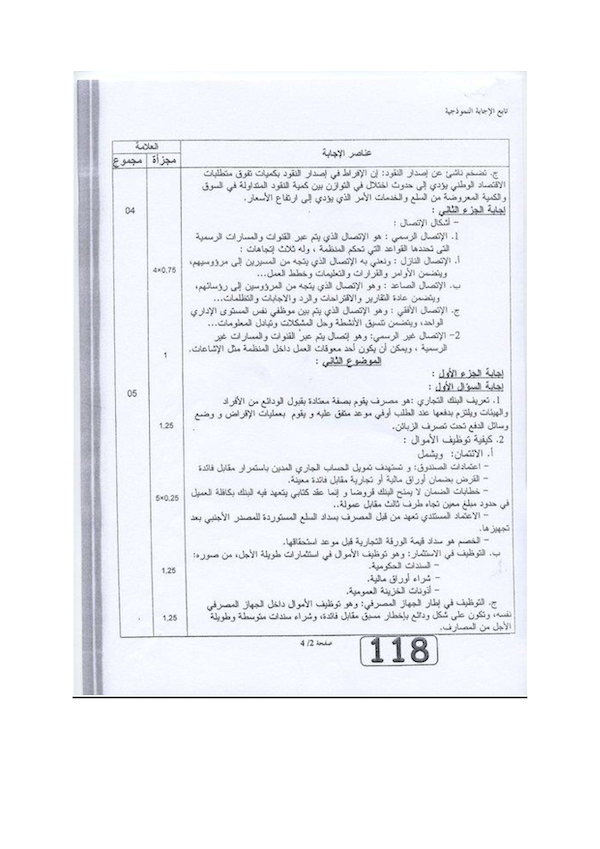 تابع الإجابة النموذجية
العلامة
عناصر الإجابة
مجزأة
مجموع
ج. تضخم ناشئ عن إصدار النقود: إن الإفراط في إصدار النقود بكميات تفوق متطلبات
الاقتصاد الوطني يؤدي إلى حدوث اختلال في التوازن بين كمية النقود المتداولة في السوق
والكمية المعروضة من السلع والخدمات الأمر الذي يؤدي إلى ارتفاع الأسعار.
إجابة الجزء الثاني :
04
– أشكال الإتصال :
1. الإتصال الرسمي : هو الإتصال الذي يتم عبر القنوات والمسارات الرسمية
التي تحددها القواعد التي تحكم المنظمة ، وله ثلاث إتجاهات :
أ. الإتصال النازل : ونعني به الإتصال الذي يتجه من المسيرين إلى مرؤوسيهم،
ويتضمن الأوامر والقرارات والتعليمات وخطط العمل...
4×0,75
ب. الإتصال الصاعد : هو الإتصال الذي يتجه من المرؤوسين إلى رؤسائهم،
ويتضمن عادة التقارير والاقتراحات والرد والاجابات والتظلمات...
ج. الإتصال الأفقي : هو الإتصال الذي يتم بين موظفي نفس المستوى الإداري
الواحد، ويتضمن تنسيق الأنشطة وحل المشكلات وتبادل المعلومات...
2– الإتصال غير الرسمي: وهو إتصال يتم عبر القنوات والمسارات غير
الرسمية ، ويمكن أن يكون أحد معوقات العمل داخل المنظمة مثل الإشاعات.
1
الموضوع الثاني :
إجابة الجزء الأول :
إجابة السؤال الأول :
05
1. تعريف البنك التجاري :هو مصرف يقوم بصفة معتادة بقبول الودائع من الأفراد
والهيئات ويلتزم بدفعها عند الطلب أوفي موعد متفق عليه و يقوم بعمليات الإقراض و وضع
وسائل الدفع تحت تصرف الزبائن.
1,25
2. كيفية توظيف الأموال :
أ. الائتمان: ويشمل
– اعتمادات الصندوق: و تستهدف تمويل الحساب الجاري المدين باستمرار مقابل فائدة
– القرض بضمان أوراق مالية أو تجارية مقابل فائدة معينة.
– خطابات الضمان لا يمنح البنك قروضا و إنما عقد كتابي يتعهد فيه البنك بكافلة العميل
5×0,25
في حدود مبلغ معين تجاه طرف ثالث مقابل عمولة..
– الاعتماد المستندي تعهد من قبل المصرف بسداد السلع المستوردة للمصدر الأجنبي بعد
تجهيزها.
– الخصم هو سداد قيمة الورقة التجارية قبل موعد استحقاقها.
ب. التوظيف في الاستثمار: وهو توظيف الأموال في استثمارات طويلة الأجل، من صوره:
– السندات الحكومية.
1,25
– شراء أوراق مالية.
– أذونات الخزينة العمومية.
ج. التوظيف في إطار الجهاز المصرفي: وهو توظيف الأموال داخل الجهاز المصرفي
نفسه، وتكون على شكل ودائع بإخطار مسبق مقابل فائدة، وشراء سندات متوسطة وطويلة
1,25
الأجل من المصارف.
صفحة 2/ 4
118